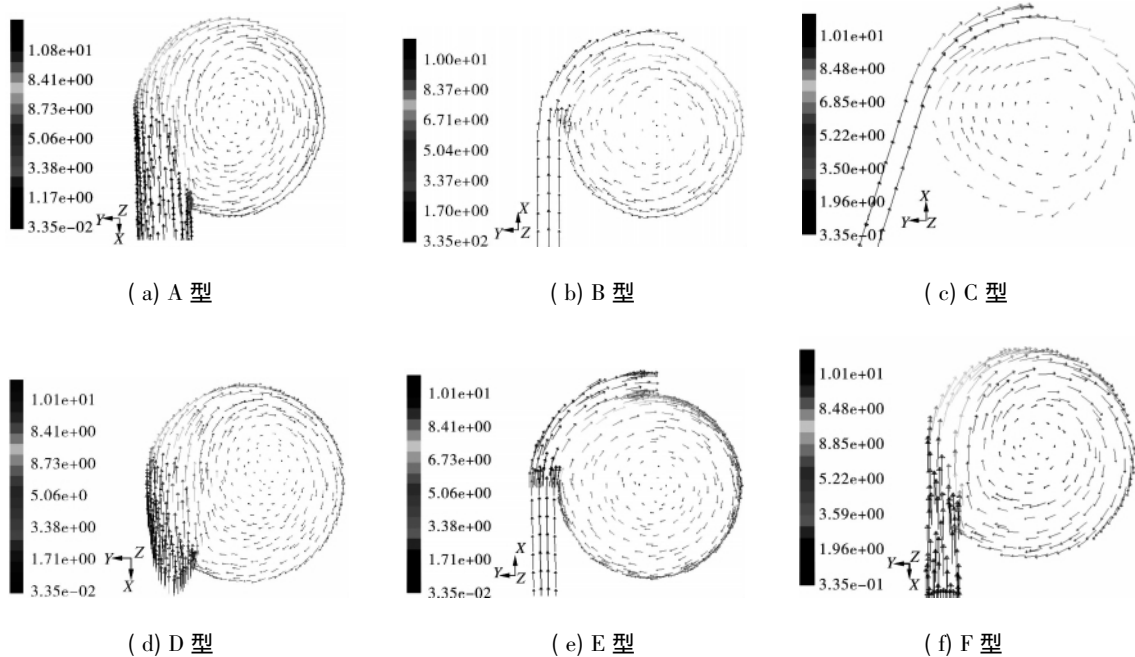 1.08e+01
8.41e+00
8.73e+00
5.06e+00
3.38e+00
1.17e+00
3.35e-02
Y Z
X
1.00e+01
8.37e+00
6.71e+00
5.04e+00
3.37e+00
1.70e+00
3.35e+02
X
Y Z
1.01e+01
8.48e+00
6.85e+00
5.22e+00
3.50e+00
1.96e+00
3.35e-01
X
Y Z
( a) A 型
( b) B 型
( c) C 型
1.01e+01
8.41e+00
8.73e+00
5.06e+0
3.38e+00
1.71e+00
3.35e-02
Y Z
X
1.01e+01
8.41e+00
6.73e+00
5.06e+00
3.38e+00
1.71e+00
3.35e-02
X
Y Z
1.01e+01
8.48e+00
8.85e+00
5.22e+00
3.59e+00
1.96e+00
3.35e-01
Y Z
X
( d) D 型
( e) E 型
( f) F 型